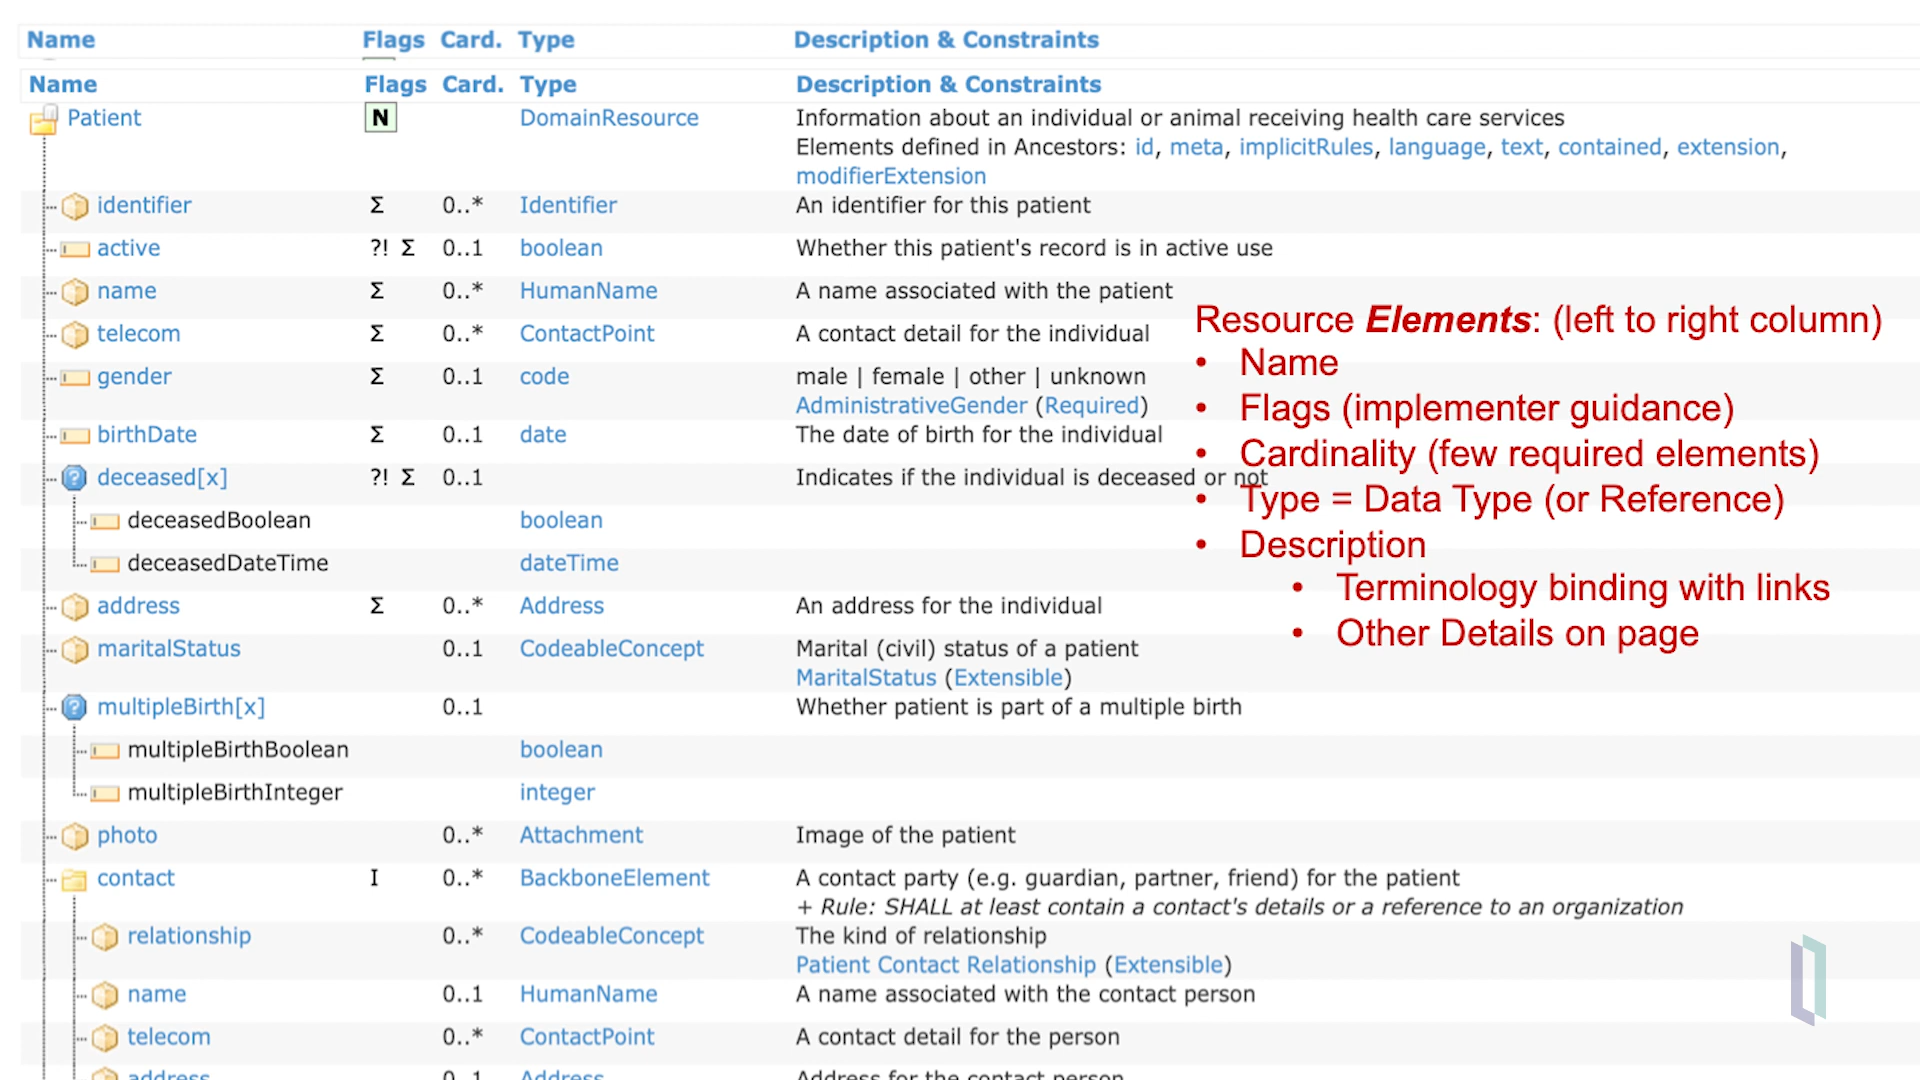 Name Flags Card. Type Description & Constraints
Name Flags Card. Type Description & Constraints
Patient N DomainResource Information about an individual or animal receiving health care services
Elements defined in Ancestors: id, meta, implicitRules, language, text, contained, extension,
modifierExtension
identifier Σ 0..* Identifier An identifier for this patient
active ?! Σ 0..1 boolean Whether this patient's record is in active use
name Σ 0..* HumanName A name associated with the patient
telecom Σ 0..* ContactPoint A contact detail for the individual
gender Σ 0..1 code male | female | other | unknown
AdministrativeGender (Required)
birthDate Σ 0..1 date The date of birth for the individual
deceased[x] ?! Σ 0..1 Indicates if the individual is deceased or not
deceasedBoolean boolean
deceasedDateTime dateTime
address Σ 0..* Address An address for the individual
maritalStatus 0..1 CodeableConcept Marital (civil) status of a patient
MaritalStatus (Extensible)
multipleBirth[x] 0..1 Whether patient is part of a multiple birth
multipleBirthBoolean boolean
multipleBirthInteger integer
photo 0..* Attachment Image of the patient
contact I 0..* BackboneElement A contact party (e.g. guardian, partner, friend) for the patient
+ Rule: SHALL at least contain a contact's details or a reference to an organization
relationship 0..* CodeableConcept The kind of relationship
Patient Contact Relationship (Extensible)
name 0..1 HumanName A name associated with the contact person
telecom 0..* ContactPoint A contact detail for the person
address 0..1 Address Address for the contact person
Resource Elements: (left to right column)
• Name
• Flags (implementer guidance)
• Cardinality (few required elements)
• Type = Data Type (or Reference)
• Description
• Terminology binding with links
• Other Details on page